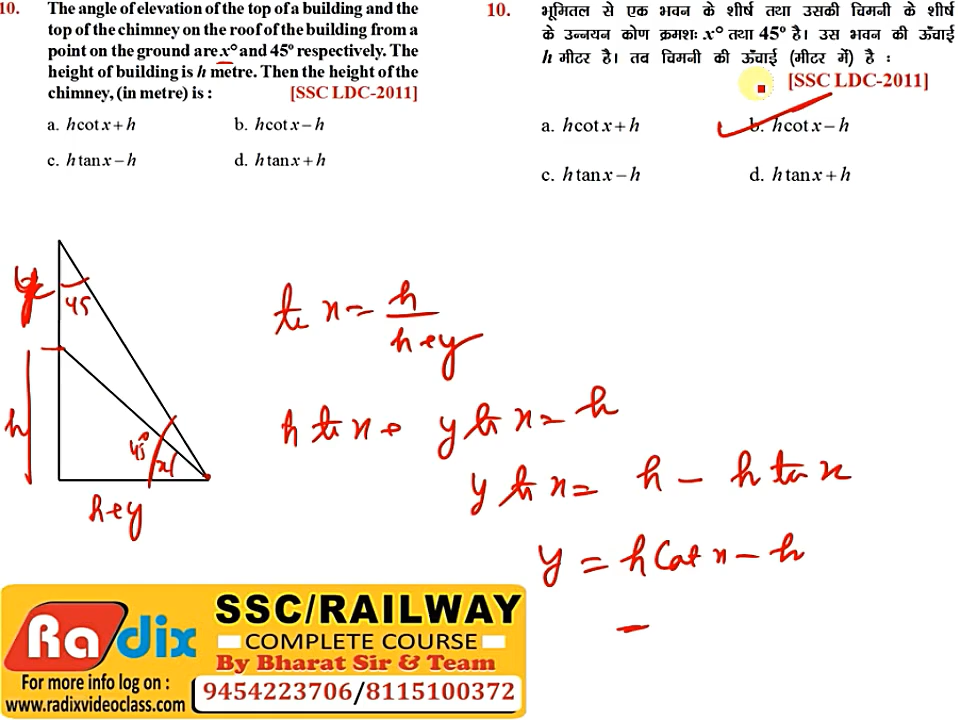 10. The angle of elevation of the top of a building and the
top of the chimney on the roof of the building from a
point on the ground are x° and 45° respectively. The
height of building is h metre. Then the height of the
chimney, (in metre) is : [SSC LDC-2011]
a. h cot x + h b. h cot x – h
c. h tan x – h d. h tan x + h
10. भूमितल से एक भवन के शीर्ष तथा उसकी चिमनी के शीर्ष
के उन्नयन कोण क्रमशः x° तथा 45° है। उस भवन की ऊँचाई
h मीटर है। तब चिमनी की ऊँचाई (मीटर में) है :
[SSC LDC-2011]
a. h cot x + h b. h cot x – h
c. h tan x – h d. h tan x + h
y
45
h
45°
x
h+y
tan x = h / h+y
h tan x + y tan x = h
y tan x = h – h tan x
y = h cot x – h
Radix
For more info log on :
www.radixvideoclass.com
SSC/RAILWAY
COMPLETE COURSE
By Bharat Sir & Team
9454223706/8115100372